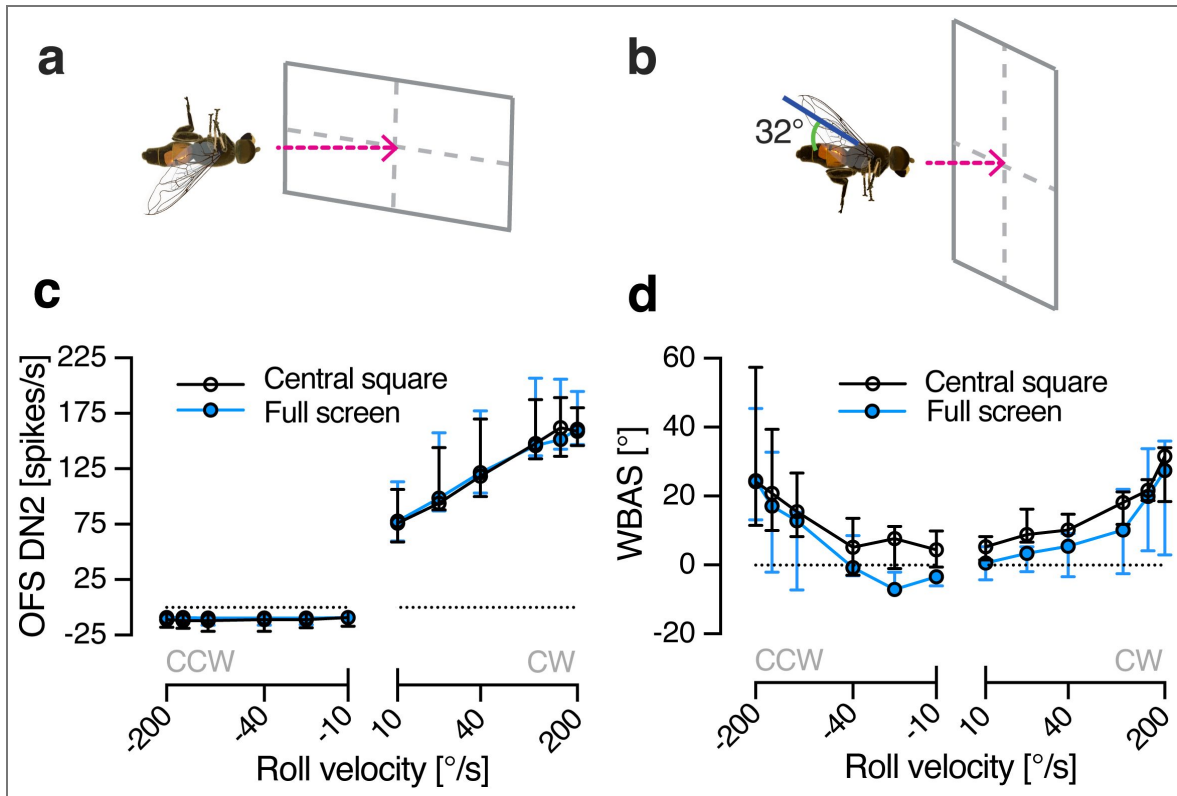 a
b
32°
c
OFS DN2 [spikes/s]
225
175
125
75
25
-25
Central square
Full screen
CCW
CW
-200
-40
-10
10
40
200
Roll velocity [°/s]
d
WBAS [°]
60
40
20
0
-20
Central square
Full screen
CCW
CW
-200
-40
-10
10
40
200
Roll velocity [°/s]